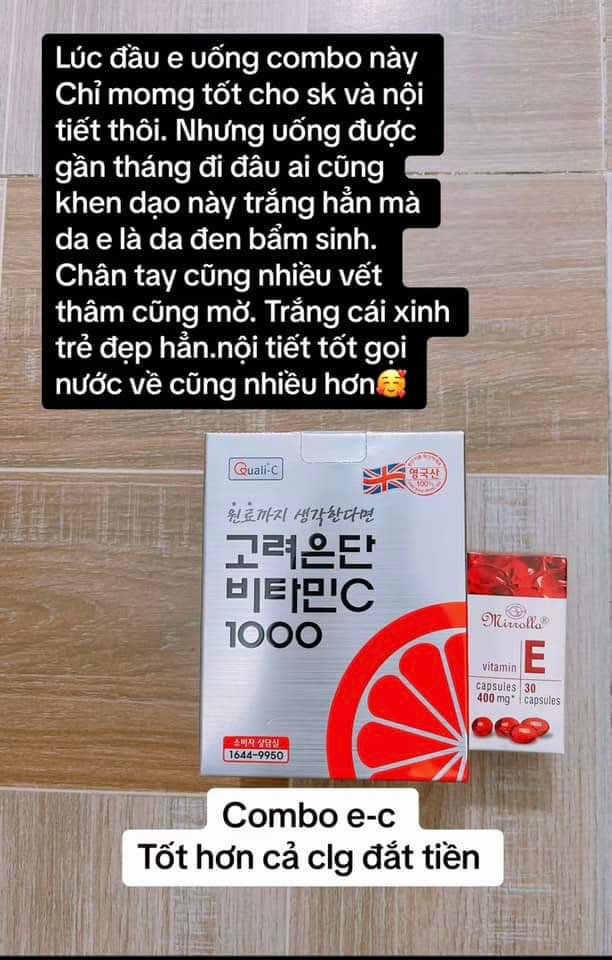 Lúc đầu e uống combo này
Chỉ momg tốt cho sk và nội
tiết thôi. Nhưng uống được
gần tháng đi đâu ai cũng
khen dạo này trắng hẳn mà
da e là da đen bẩm sinh.
Chân tay cũng nhiều vết
thâm cũng mờ. Trắng cái xinh
trẻ đẹp hẳn.nội tiết tốt gọi
nước về cũng nhiều hơn🥰
Quali-C
영국산
100%
원료까지 생각한다면
고려은단
비타민C
1000
소비자 상담실
1644-9950
Mirrolla®
vitamin E
capsules 30
400 mg* capsules
Combo e-c
Tốt hơn cả clg đắt tiền